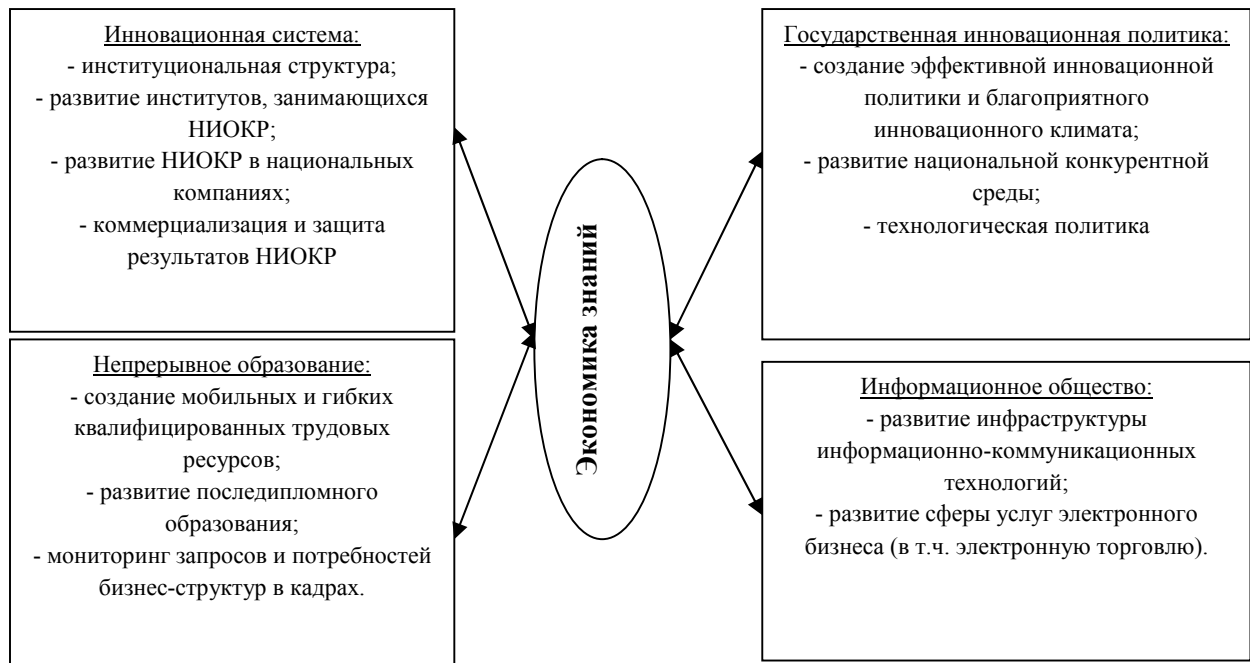 Инновационная система:
- институциональная структура;
- развитие институтов, занимающихся
НИОКР;
- развитие НИОКР в национальных
компаниях;
- коммерциализация и защита
результатов НИОКР
Государственная инновационная политика:
- создание эффективной инновационной
политики и благоприятного
инновационного климата;
- развитие национальной конкурентной
среды;
- технологическая политика
Экономика знаний
Непрерывное образование:
- создание мобильных и гибких
квалифицированных трудовых
ресурсов;
- развитие последипломного
образования;
- мониторинг запросов и потребностей
бизнес-структур в кадрах.
Информационное общество:
- развитие инфраструктуры
информационно-коммуникационных
технологий;
- развитие сферы услуг электронного
бизнеса (в т.ч. электронную торговлю).